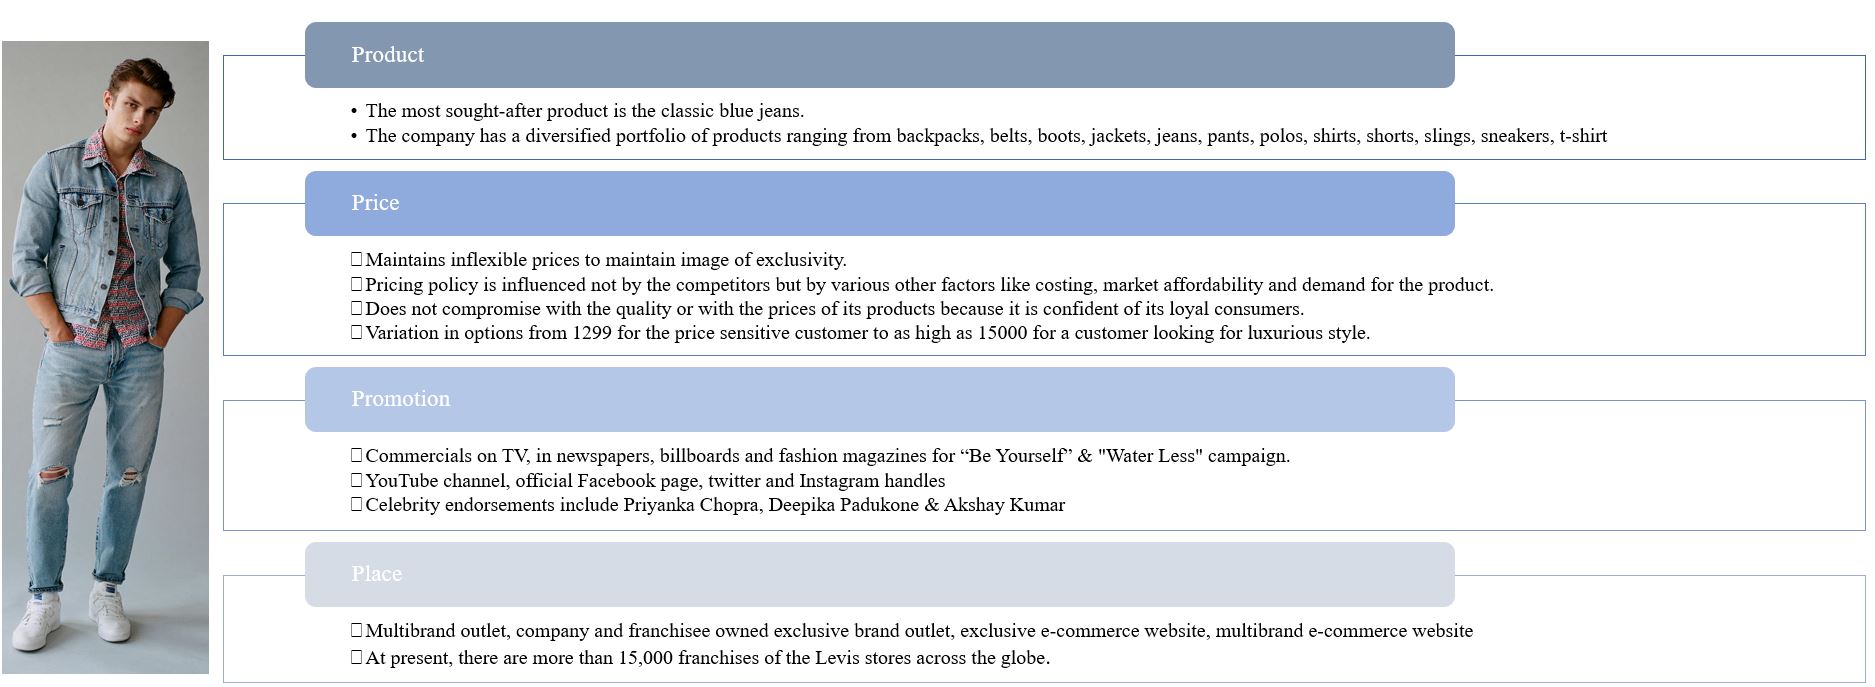 Product
• The most sought-after product is the classic blue jeans.
• The company has a diversified portfolio of products ranging from backpacks, belts, boots, jackets, jeans, pants, polos, shirts, shorts, slings, sneakers, t-shirt
Price
□Maintains inflexible prices to maintain image of exclusivity.
□Pricing policy is influenced not by the competitors but by various other factors like costing, market affordability and demand for the product.
□Does not compromise with the quality or with the prices of its products because it is confident of its loyal consumers.
□Variation in options from 1299 for the price sensitive customer to as high as 15000 for a customer looking for luxurious style.
Promotion
□Commercials on TV, in newspapers, billboards and fashion magazines for “Be Yourself” & "Water Less" campaign.
□YouTube channel, official Facebook page, twitter and Instagram handles
□Celebrity endorsements include Priyanka Chopra, Deepika Padukone & Akshay Kumar
Place
□Multibrand outlet, company and franchisee owned exclusive brand outlet, exclusive e-commerce website, multibrand e-commerce website
□At present, there are more than 15,000 franchises of the Levis stores across the globe.